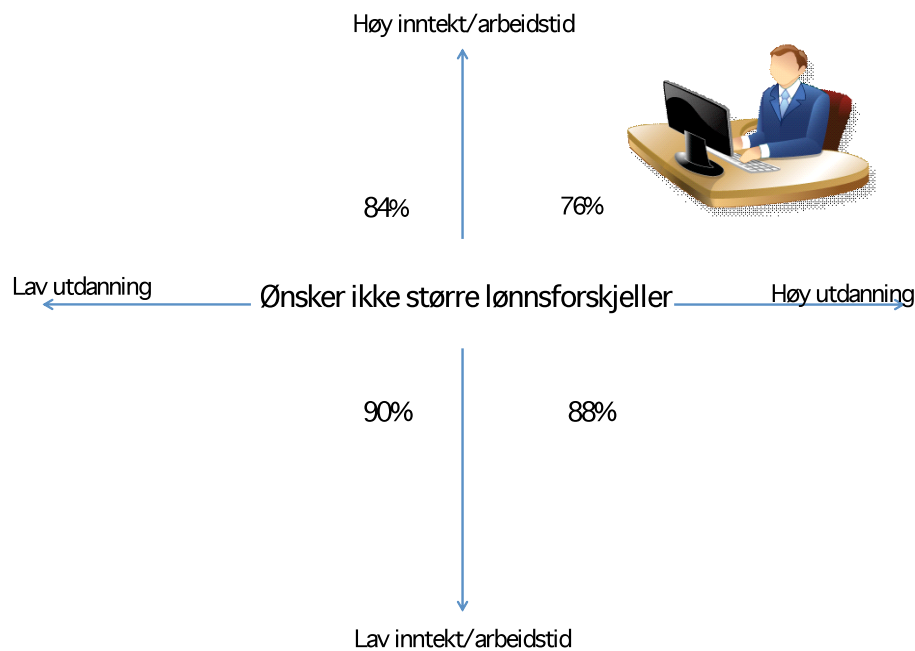 Høy inntekt/arbeidstid
84%
76%
Lav utdanning
Ønsker ikke større lønnsforskjeller
Høy utdanning
90%
88%
Lav inntekt/arbeidstid